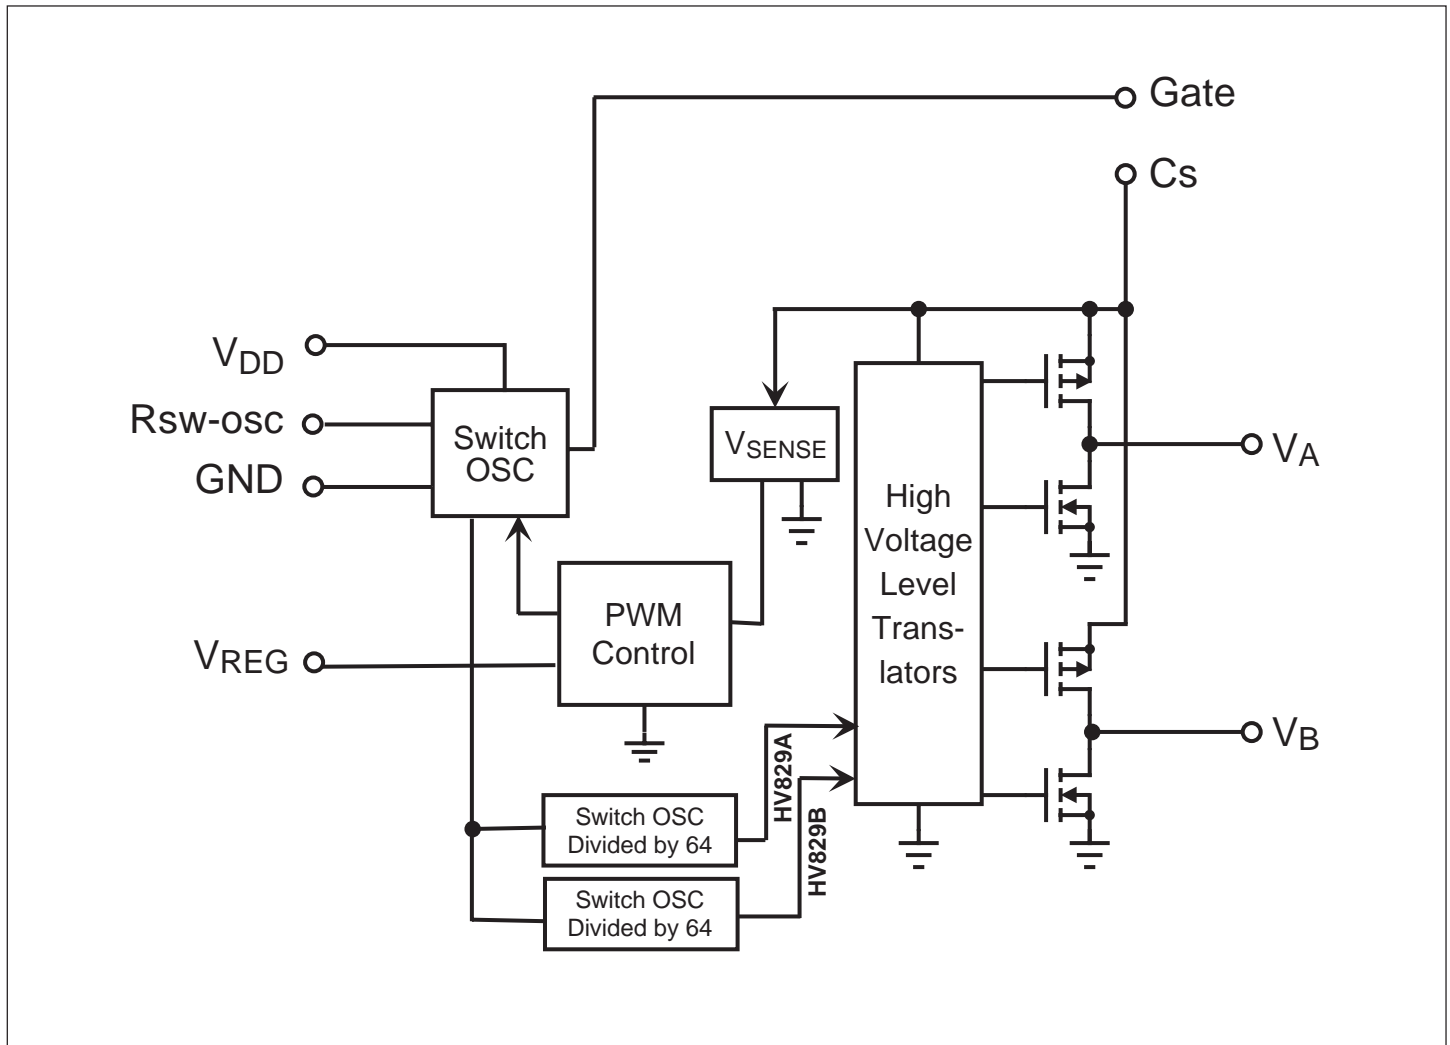 Gate
Cs
VDD
Rsw-osc
GND
Switch
OSC
VSENSE
VA
High
Voltage
Level
Trans-
lators
PWM
Control
VREG
VB
HV829A
HV829B
Switch OSC
Divided by 64
Switch OSC
Divided by 64